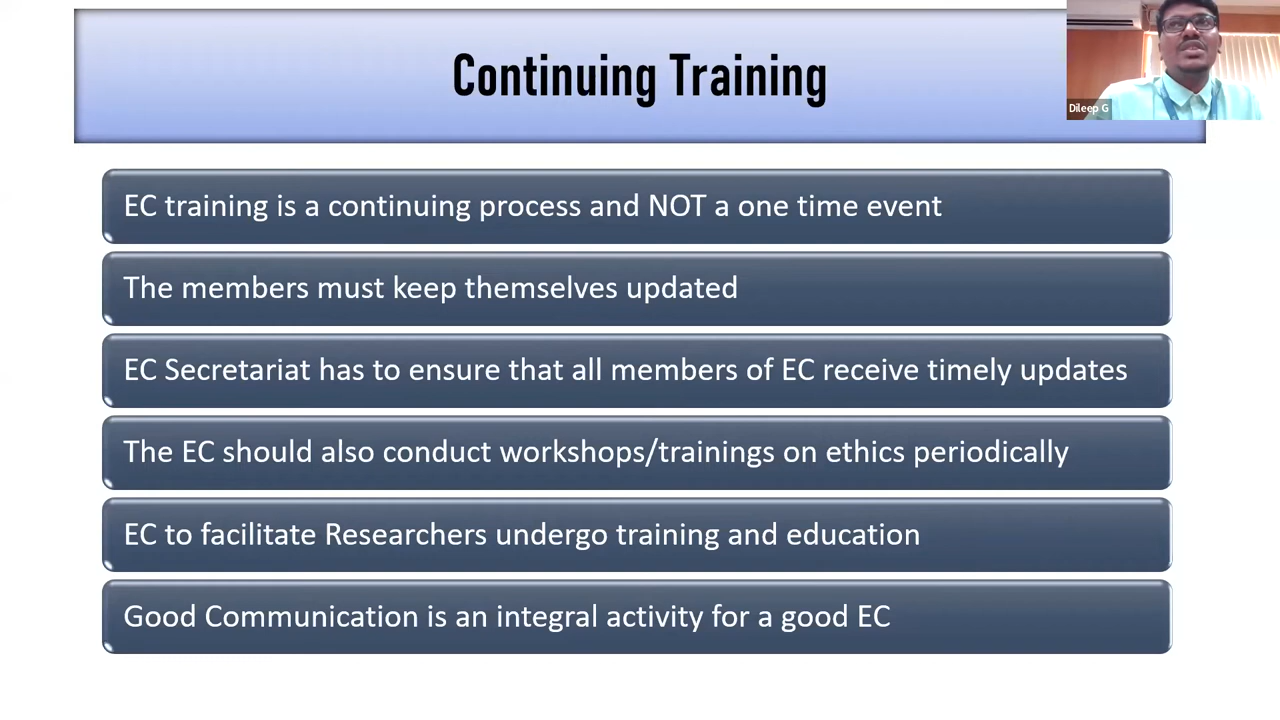 Continuing Training
Dileep G
EC training is a continuing process and NOT a one time event
The members must keep themselves updated
EC Secretariat has to ensure that all members of EC receive timely updates
The EC should also conduct workshops/trainings on ethics periodically
EC to facilitate Researchers undergo training and education
Good Communication is an integral activity for a good EC